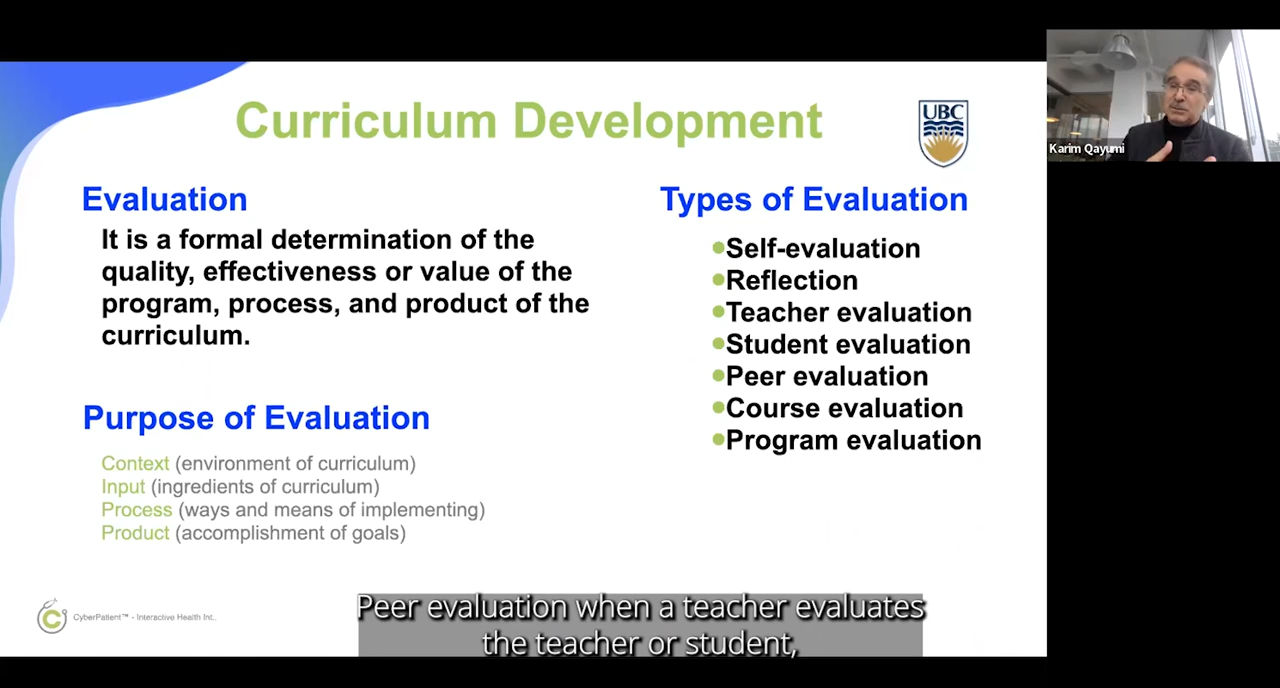 Curriculum Development
UBC
Karim Qayumi
Evaluation
It is a formal determination of the
quality, effectiveness or value of the
program, process, and product of the
curriculum.
Purpose of Evaluation
Context (environment of curriculum)
Input (ingredients of curriculum)
Process (ways and means of implementing)
Product (accomplishment of goals)
Types of Evaluation
Self-evaluation
Reflection
Teacher evaluation
Student evaluation
Peer evaluation
Course evaluation
Program evaluation
C
CyberPatient™ - Interactive Health Int..
Peer evaluation when a teacher evaluates
the teacher or student,